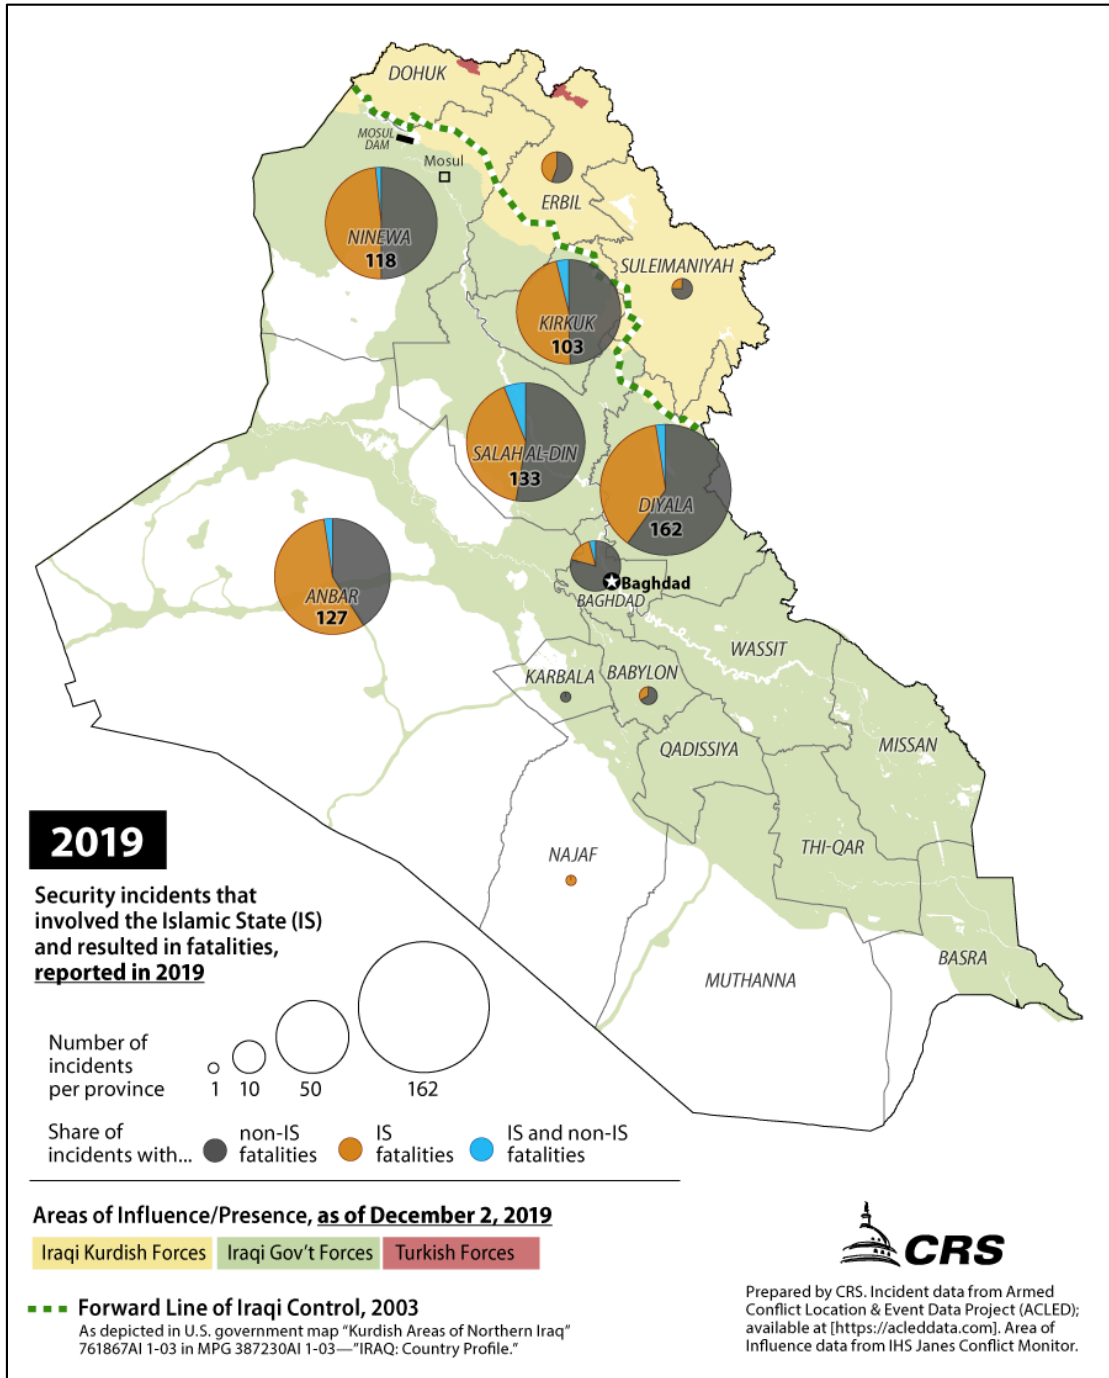 DOHUK
MOSUL
DAM
Mosul
NINEWA
118
ERBIL
SULEIMANIYAH
KIRKUK
103
SALAH AL-DIN
133
DIYALA
162
ANBAR
127
Baghdad
BAGHDAD
WASSIT
KARBALA
BABYLON
QADISSIYA
MISSAN
NAJAF
THI-QAR
BASRA
MUTHANNA
2019
Security incidents that
involved the Islamic State (IS)
and resulted in fatalities,
reported in 2019
Number of
incidents
per province
1 10 50 162
Share of
incidents with...
non-IS
fatalities
IS
fatalities
IS and non-IS
fatalities
Areas of Influence/Presence, as of December 2, 2019
Iraqi Kurdish Forces Iraqi Gov't Forces Turkish Forces
Forward Line of Iraqi Control, 2003
As depicted in U.S. government map “Kurdish Areas of Northern Iraq”
761867AI 1-03 in MPG 387230AI 1-03—”IRAQ: Country Profile.”
CRS
Prepared by CRS. Incident data from Armed
Conflict Location & Event Data Project (ACLED);
available at [https://acleddata.com]. Area of
Influence data from IHS Janes Conflict Monitor.